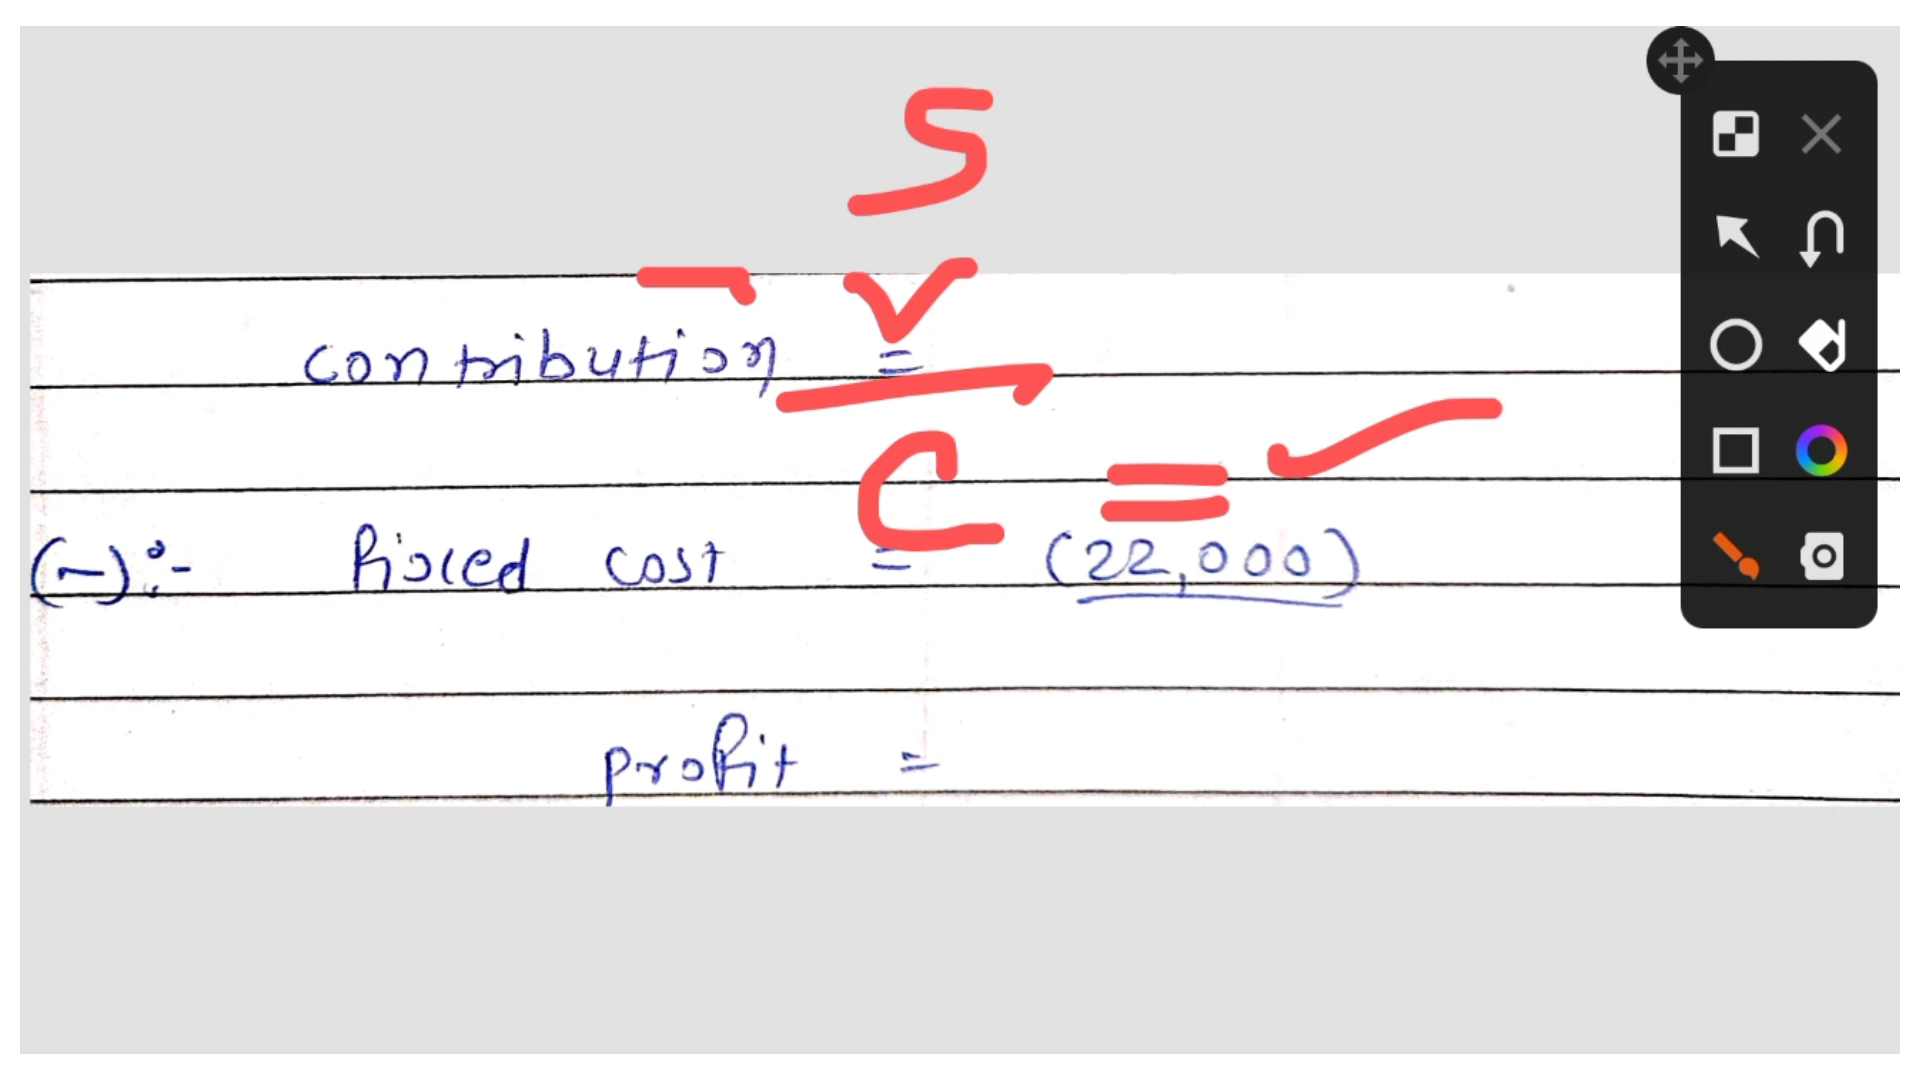 S
- V
contribution =
C =
(-):- Fixed cost = (22,000)
profit =